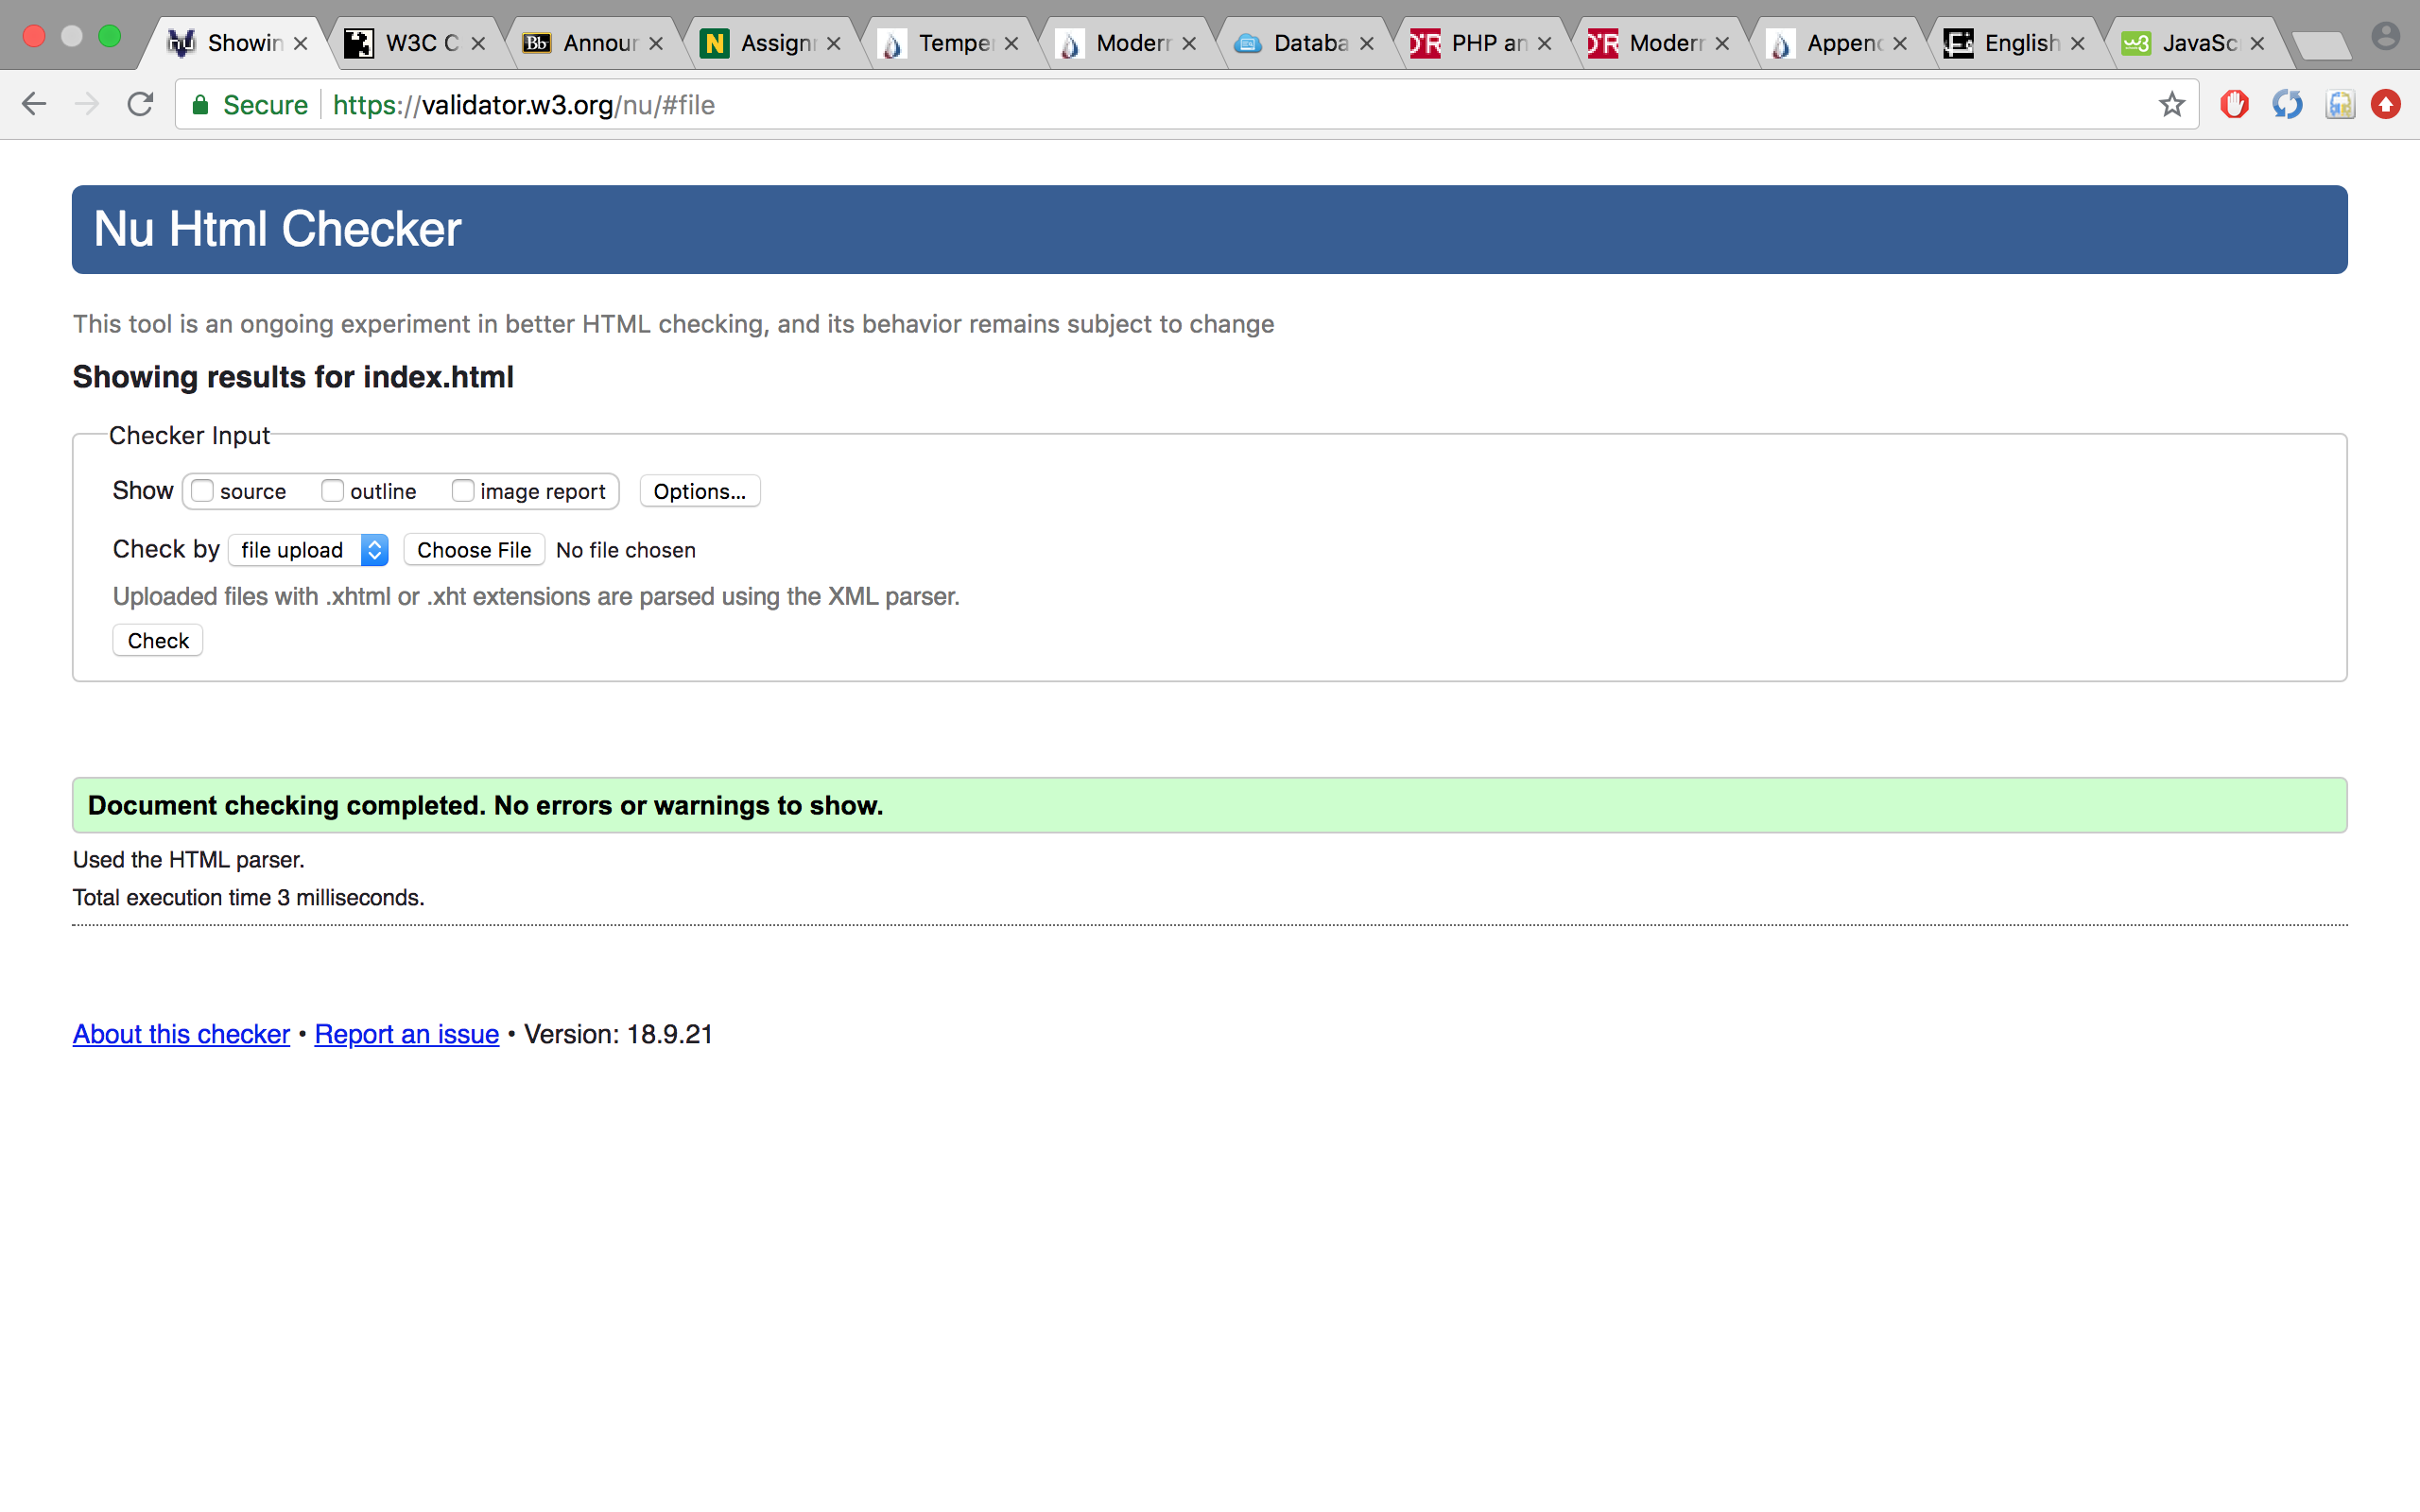 Showin W3C C Announ Assign Tempe Modern Databa PHP an Modern Append English JavaSc
Secure https://validator.w3.org/nu/#file
Nu Html Checker
This tool is an ongoing experiment in better HTML checking, and its behavior remains subject to change
Showing results for index.html
Checker Input
Show source outline image report Options...
Check by file upload Choose File No file chosen
Uploaded files with .xhtml or .xht extensions are parsed using the XML parser.
Check
Document checking completed. No errors or warnings to show.
Used the HTML parser.
Total execution time 3 milliseconds.
About this checker • Report an issue • Version: 18.9.21